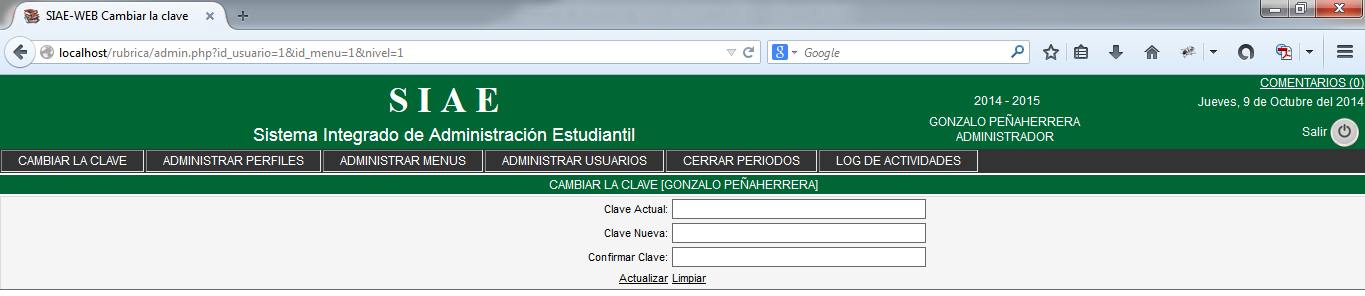 SIAE-WEB Cambiar la clave
localhost/rubrica/admin.php?id_usuario=1&id_menu=1&nivel=1
Google
COMENTARIOS (0)
S I A E
2014 - 2015
Jueves, 9 de Octubre del 2014
Sistema Integrado de Administración Estudiantil
GONZALO PEÑAHERRERA
ADMINISTRADOR
Salir
CAMBIAR LA CLAVE ADMINISTRAR PERFILES ADMINISTRAR MENUS ADMINISTRAR USUARIOS CERRAR PERIODOS LOG DE ACTIVIDADES
CAMBIAR LA CLAVE [GONZALO PEÑAHERRERA]
Clave Actual:
Clave Nueva:
Confirmar Clave:
Actualizar Limpiar